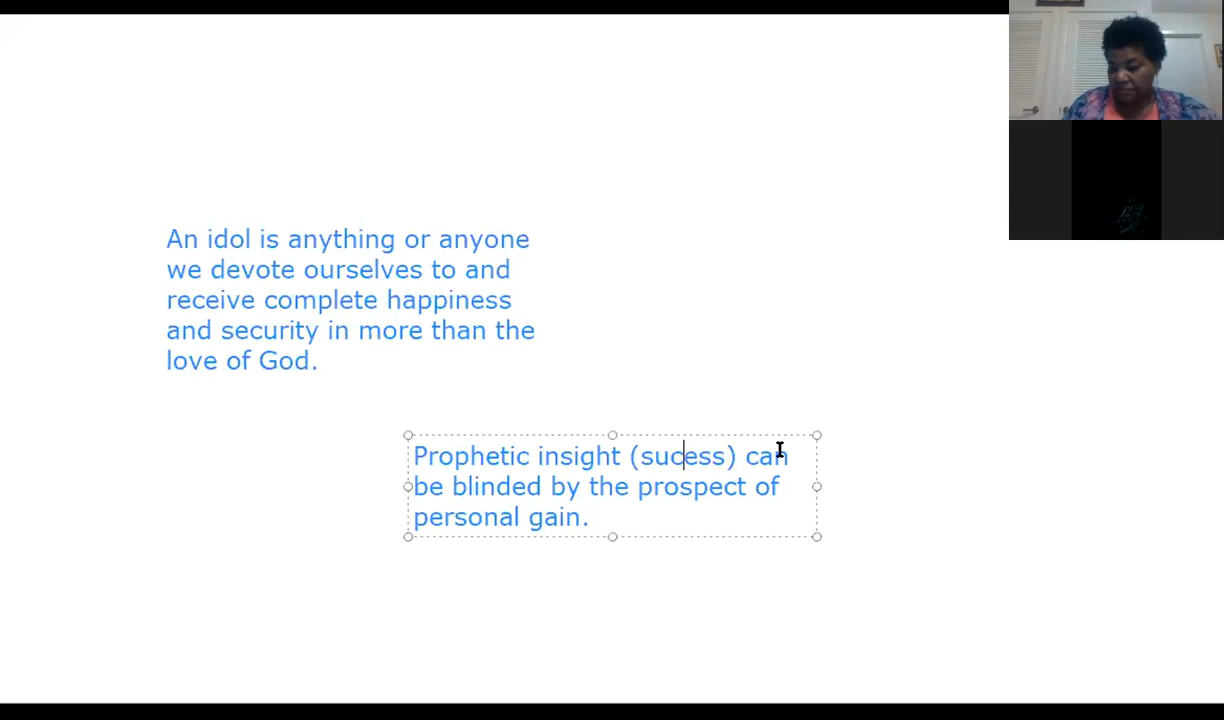 An idol is anything or anyone
we devote ourselves to and
receive complete happiness
and security in more than the
love of God.
Prophetic insight (sucess) can
be blinded by the prospect of
personal gain.